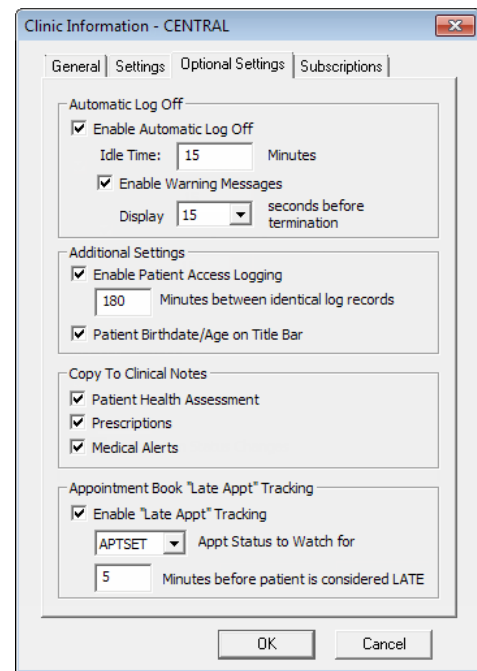 Clinic Information - CENTRAL
General Settings Optional Settings Subscriptions
Automatic Log Off
Enable Automatic Log Off
Idle Time: 15 Minutes
Enable Warning Messages
Display 15 seconds before
termination
Additional Settings
Enable Patient Access Logging
180 Minutes between identical log records
Patient Birthdate/Age on Title Bar
Copy To Clinical Notes
Patient Health Assessment
Prescriptions
Medical Alerts
Appointment Book "Late Appt" Tracking
Enable "Late Appt" Tracking
APTSET Appt Status to Watch for
5 Minutes before patient is considered LATE
OK Cancel